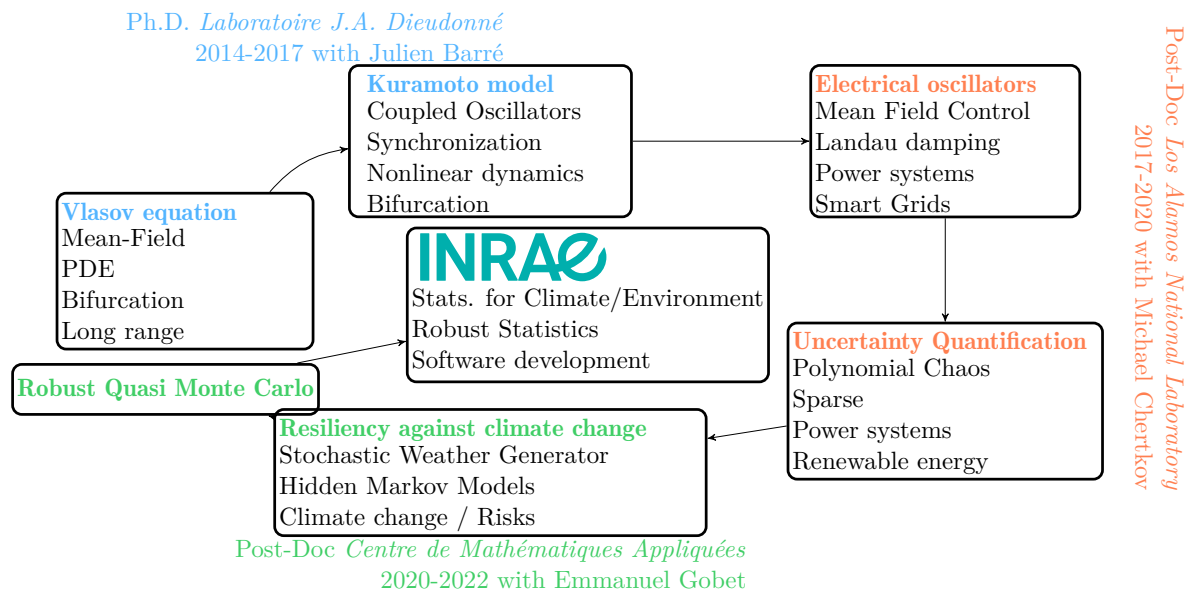 Ph.D. Laboratoire J.A. Dieudonné
2014-2017 with Julien Barré
Vlasov equation
Mean-Field
PDE
Bifurcation
Long range
Kuramoto model
Coupled Oscillators
Synchronization
Nonlinear dynamics
Bifurcation
Electrical oscillators
Mean Field Control
Landau damping
Power systems
Smart Grids
Post-Doc Los Alamos National Laboratory
2017-2020 with Michael Chertkov
Uncertainty Quantification
Polynomial Chaos
Sparse
Power systems
Renewable energy
Resiliency against climate change
Stochastic Weather Generator
Hidden Markov Models
Climate change / Risks
Post-Doc Centre de Mathématiques Appliquées
2020-2022 with Emmanuel Gobet
Robust Quasi Monte Carlo
INRAE
Stats. for Climate/Environment
Robust Statistics
Software development